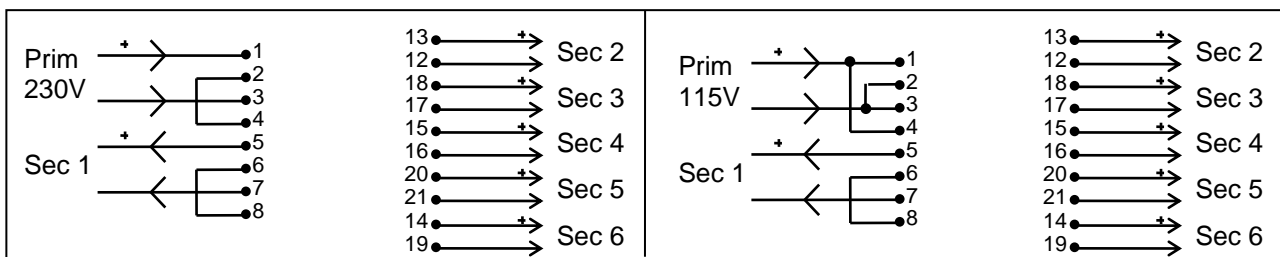 Prim
230V
+
1
2
3
4
+
5
Sec 1
6
7
8
13 + Sec 2
12
18 + Sec 3
17
15 + Sec 4
16
20 + Sec 5
21
14 + Sec 6
19
Prim
115V
+
1
2
3
4
+
5
Sec 1
6
7
8
13 + Sec 2
12
18 + Sec 3
17
15 + Sec 4
16
20 + Sec 5
21
14 + Sec 6
19